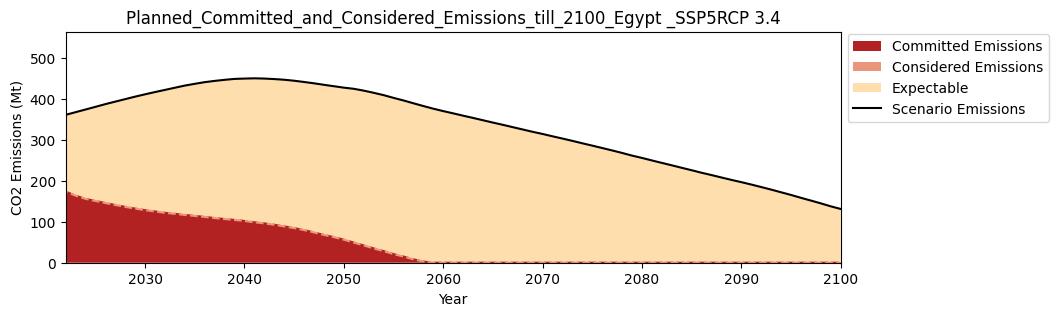 Planned_Committed_and_Considered_Emissions_till_2100_Egypt _SSP5RCP 3.4
CO2 Emissions (Mt)
500
400
300
200
100
0
2030 2040 2050 2060 2070 2080 2090 2100
Year
Committed Emissions
Considered Emissions
Expectable
Scenario Emissions